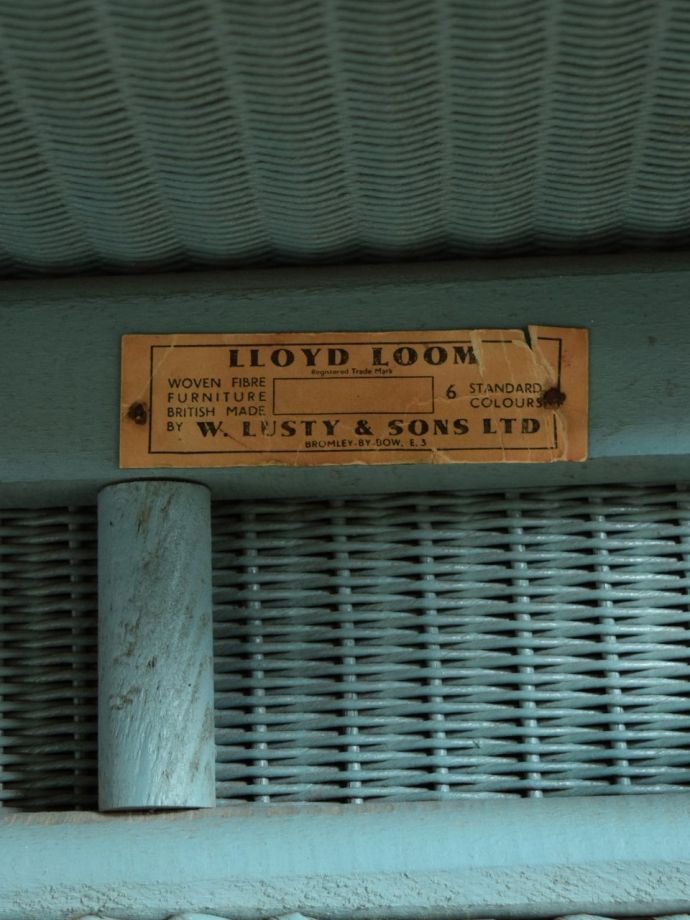 LLOYD LOOM
Registered Trade Mark
WOVEN FIBRE
FURNITURE
BRITISH MADE
BY
6
STANDARD
COLOURS
W. LUSTY & SONS LTD
BROMLEY-BY-BOW, E.3